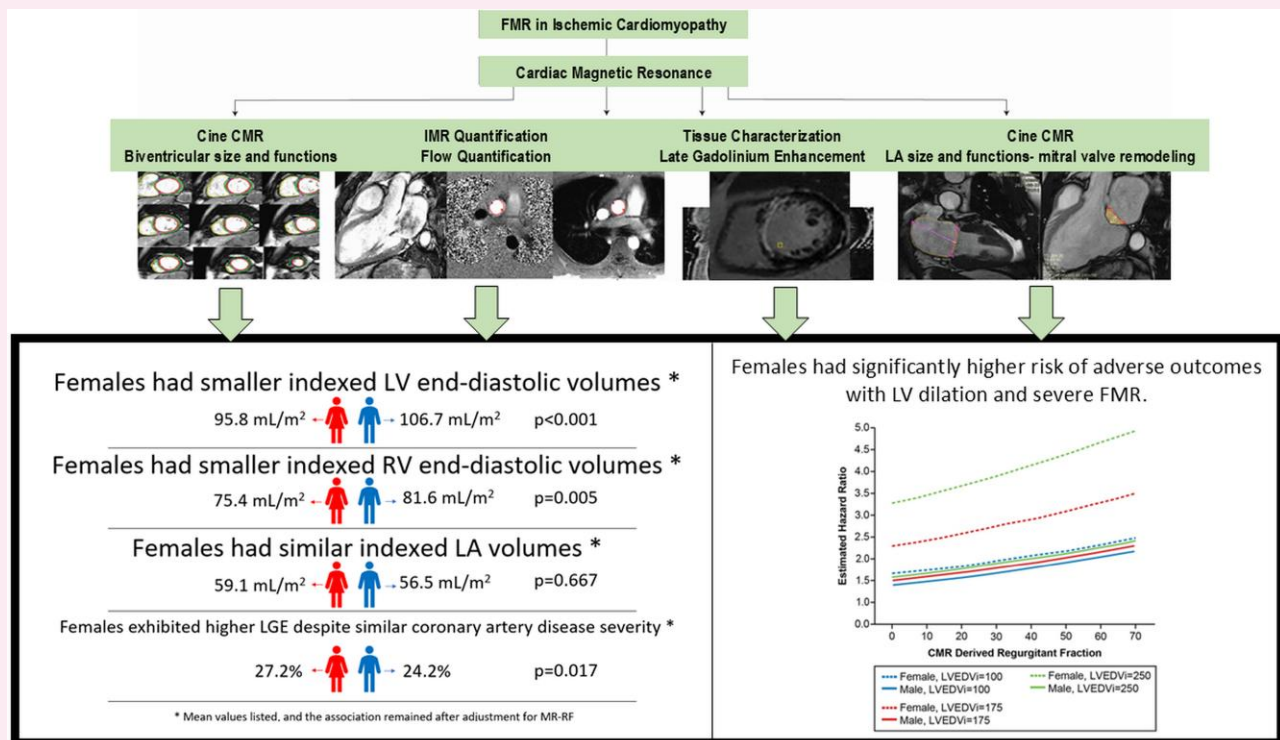 FMR in Ischemic Cardiomyopathy
Cardiac Magnetic Resonance
Cine CMR
Biventricular size and functions
IMR Quantification
Flow Quantification
Tissue Characterization
Late Gadolinium Enhancement
Cine CMR
LA size and functions- mitral valve remodeling
Females had smaller indexed LV end-diastolic volumes *
95.8 mL/m² 106.7 mL/m² p<0.001
Females had smaller indexed RV end-diastolic volumes *
75.4 mL/m² 81.6 mL/m² p=0.005
Females had similar indexed LA volumes *
59.1 mL/m² 56.5 mL/m² p=0.667
Females exhibited higher LGE despite similar coronary artery disease severity *
27.2% 24.2% p=0.017
* Mean values listed, and the association remained after adjustment for MR-RF
Females had significantly higher risk of adverse outcomes
with LV dilation and severe FMR.
Estimated Hazard Ratio
5.0
4.5
4.0
3.5
3.0
2.5
2.0
1.5
1.0
0.5
0.0
0 10 20 30 40 50 60 70
CMR Derived Regurgitant Fraction
Female, LVEDVi=100
Male, LVEDVi=100
Female, LVEDVi=250
Male, LVEDVi=250
Female, LVEDVi=175
Male, LVEDVi=175